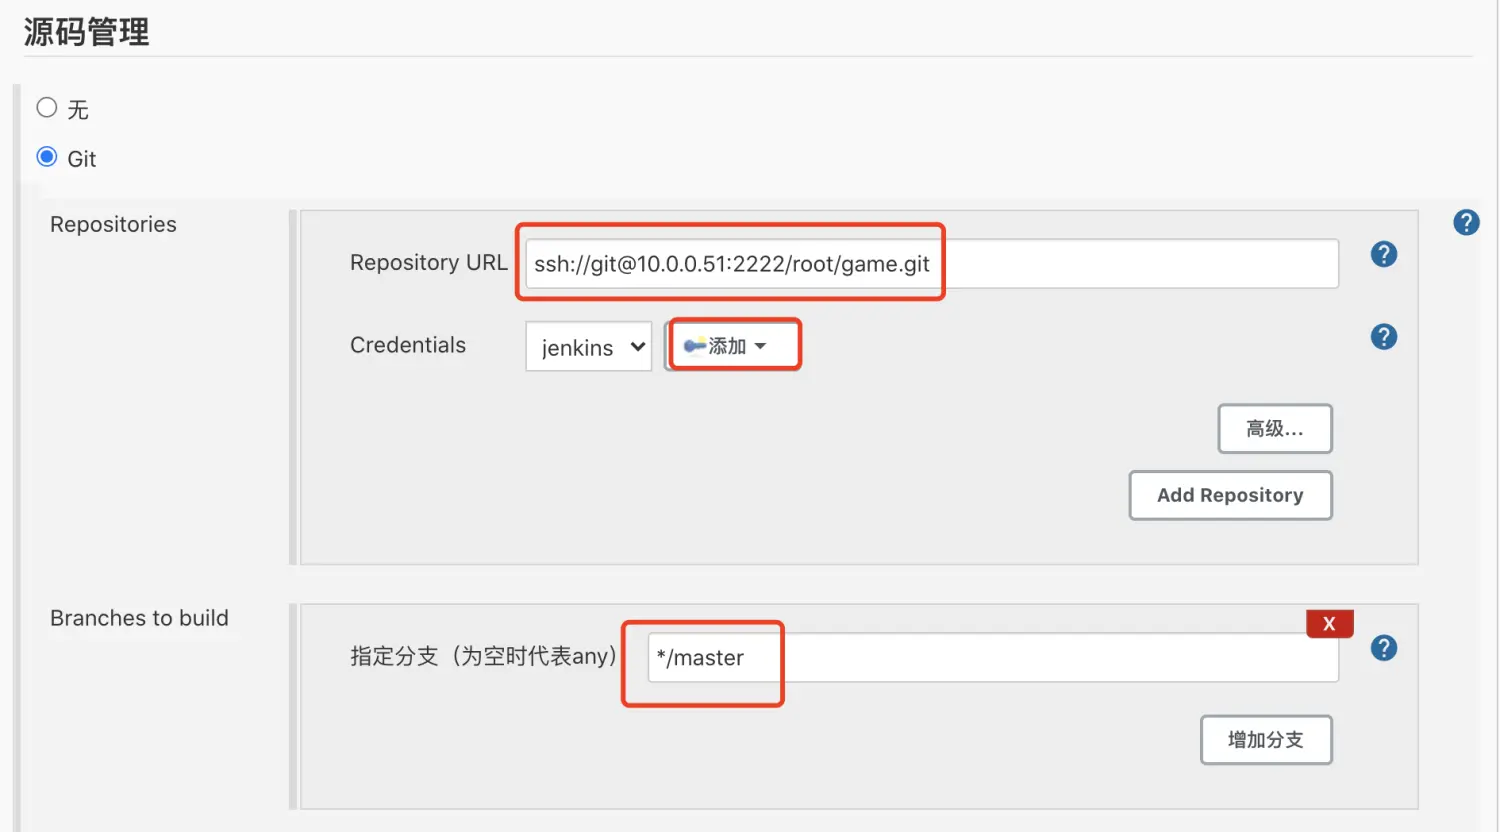 源码管理
无
Git
Repositories
?
Repository URL ssh://git@10.0.0.51:2222/root/game.git ?
Credentials jenkins 添加 ?
高级...
Add Repository
Branches to build
X
指定分支（为空时代表any） */master ?
增加分支